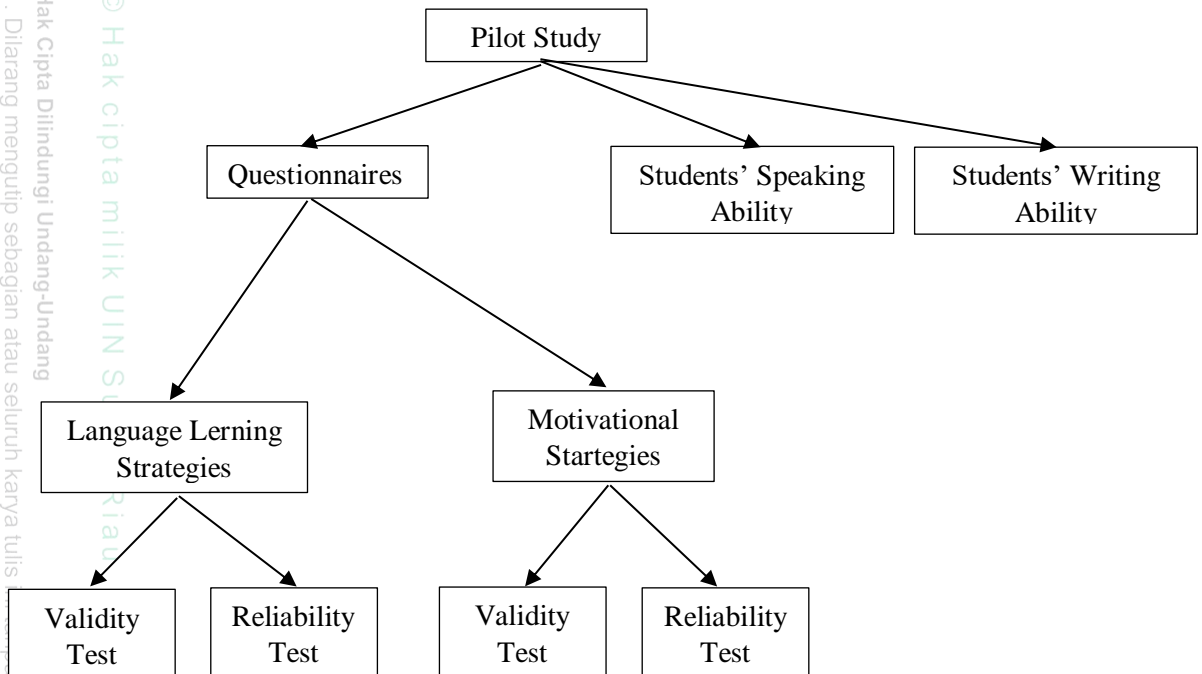 Pilot Study
Questionnaires
Students’ Speaking
Ability
Students’ Writing
Ability
Language Lerning
Strategies
Motivational
Startegies
Validity
Test
Reliability
Test
Validity
Test
Reliability
Test
© Hak cipta milik UIN Su
Riau
Hak Cipta Dilindungi Undang-Undang
. Dilarang mengutip sebagian atau seluruh karya tulis